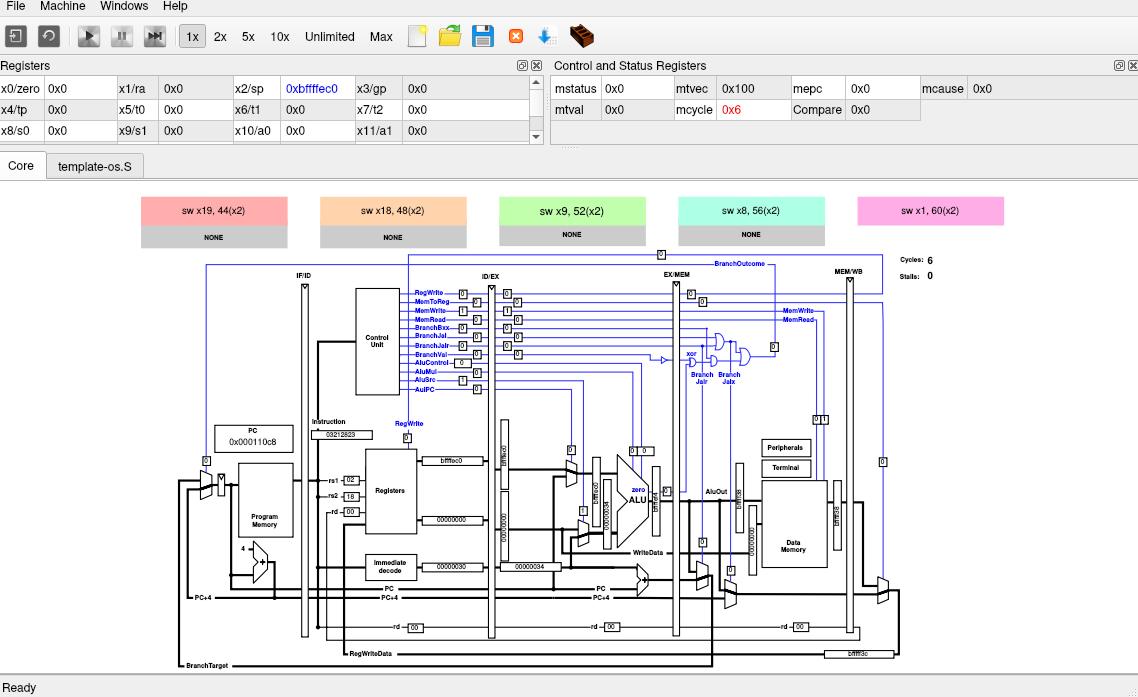 File Machine Windows Help
1x 2x 5x 10x Unlimited Max
Registers
x0/zero 0x0 x1/ra 0x0 x2/sp 0xbffffec0 x3/gp 0x0
x4/tp 0x0 x5/t0 0x0 x6/t1 0x0 x7/t2 0x0
x8/s0 0x0 x9/s1 0x0 x10/a0 0x0 x11/a1 0x0
Control and Status Registers
mstatus 0x0 mtvec 0x100 mepc 0x0 mcause 0x0
mtval 0x0 mcycle 0x6 Compare 0x0
Core template-os.S
sw x19, 44(x2) sw x18, 48(x2) sw x9, 52(x2) sw x8, 56(x2) sw x1, 60(x2)
NONE NONE NONE NONE
0
BranchOutcome
Cycles: 6
Stalls: 0
IF/ID ID/EX EX/MEM MEM/WB
RegWrite 0 0 0
MemToReg 0 0 0
MemWrite 1 1 MemWrite
MemRead 0 0 MemRead
BranchBxx 0 0
BranchJal 0 0
BranchJalr 0 0 0
BranchVal 0 0 xor
AluControl 0
AluMul 0
AluSrc 1
AuiPC 0
Control
Unit
Branch
Jalr
Branch
Jalx
Instruction
03212823
RegWrite
0
0 1
PC
0x000110c8
0
Program
Memory
4
+
rs1 02
rs2 18
rd 00
Registers
bffffec0
00000000
bffffec0
00000000
Immediate
decode
00000030
00000034
0
0 0
1
bffffec0
00000034
zero
ALU
0
AluOut
Peripherals
Terminal
Data
Memory
00000000
0
WriteData
0
0
+
PC PC
PC+4 PC+4 PC+4
rd 00 rd 00 rd 00
RegWriteData
BranchTarget
Ready